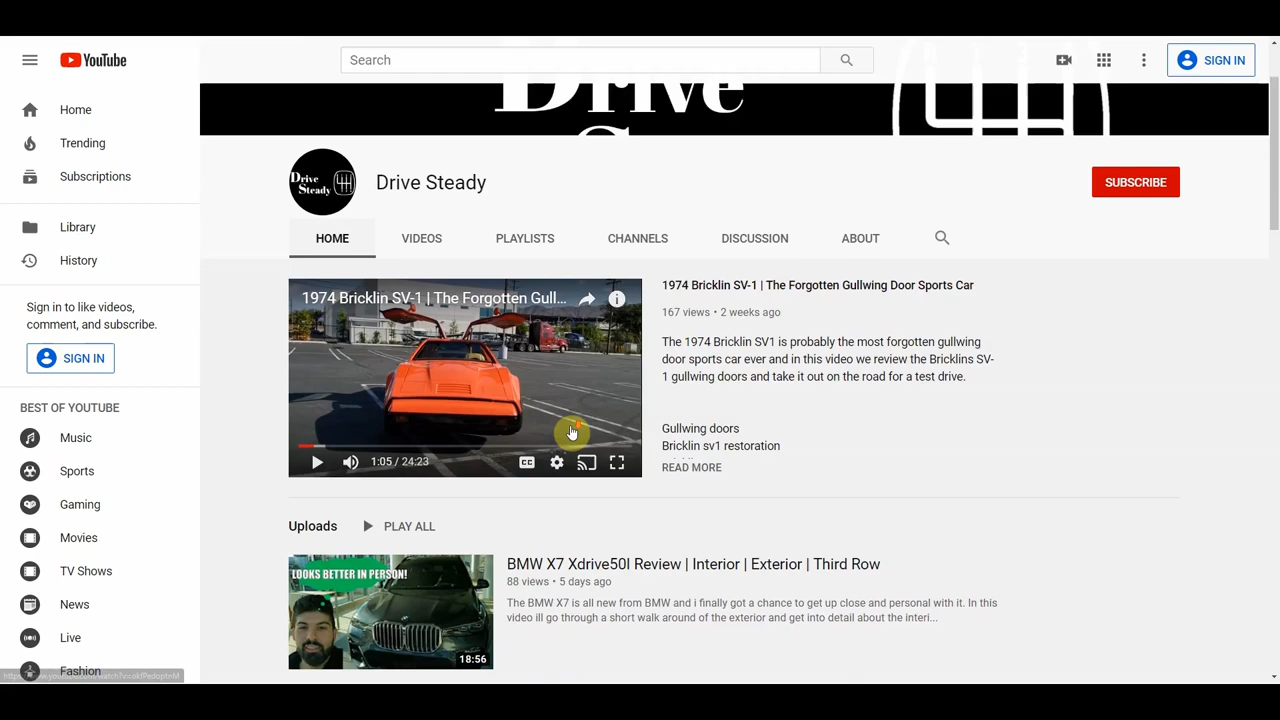 YouTube
Search
SIGN IN
Home
Trending
Subscriptions
Library
History
Sign in to like videos,
comment, and subscribe.
SIGN IN
BEST OF YOUTUBE
Music
Sports
Gaming
Movies
TV Shows
News
Live
Fashion
Drive
Drive
Steady
Drive Steady
SUBSCRIBE
HOME
VIDEOS
PLAYLISTS
CHANNELS
DISCUSSION
ABOUT
1974 Bricklin SV-1 | The Forgotten Gull...
CC
1:05 / 24:23
1974 Bricklin SV-1 | The Forgotten Gullwing Door Sports Car
167 views • 2 weeks ago
The 1974 Bricklin SV1 is probably the most forgotten gullwing
door sports car ever and in this video we review the Bricklins SV-
1 gullwing doors and take it out on the road for a test drive.
Gullwing doors
Bricklin sv1 restoration
READ MORE
Uploads
PLAY ALL
LOOKS BETTER IN PERSON!
18:56
BMW X7 Xdrive50I Review | Interior | Exterior | Third Row
88 views • 5 days ago
The BMW X7 is all new from BMW and i finally got a chance to get up close and personal with it. In this
video ill go through a short walk around of the exterior and get into detail about the interi...